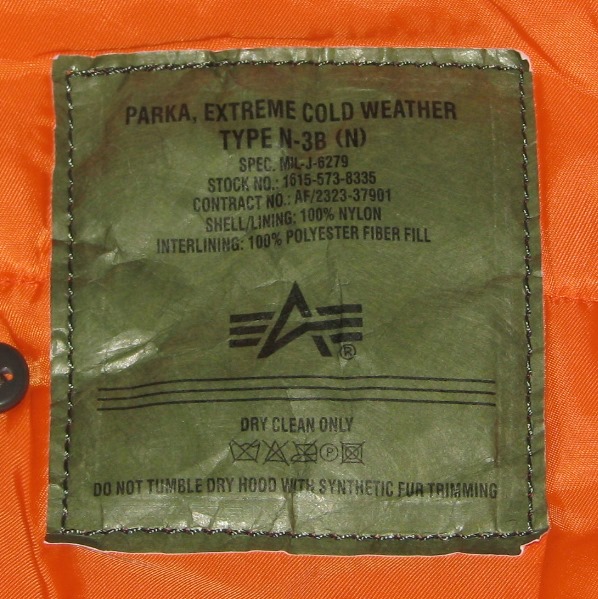 PARKA, EXTREME COLD WEATHER
TYPE N-3B (N)
SPEC. MIL-J-6279
STOCK NO.: 1615-573-8335
CONTRACT NO.: AF/2323-37901
SHELL/LINING: 100% NYLON
INTERLINING: 100% POLYESTER FIBER FILL
®
DRY CLEAN ONLY
P
DO NOT TUMBLE DRY HOOD WITH SYNTHETIC FUR TRIMMING